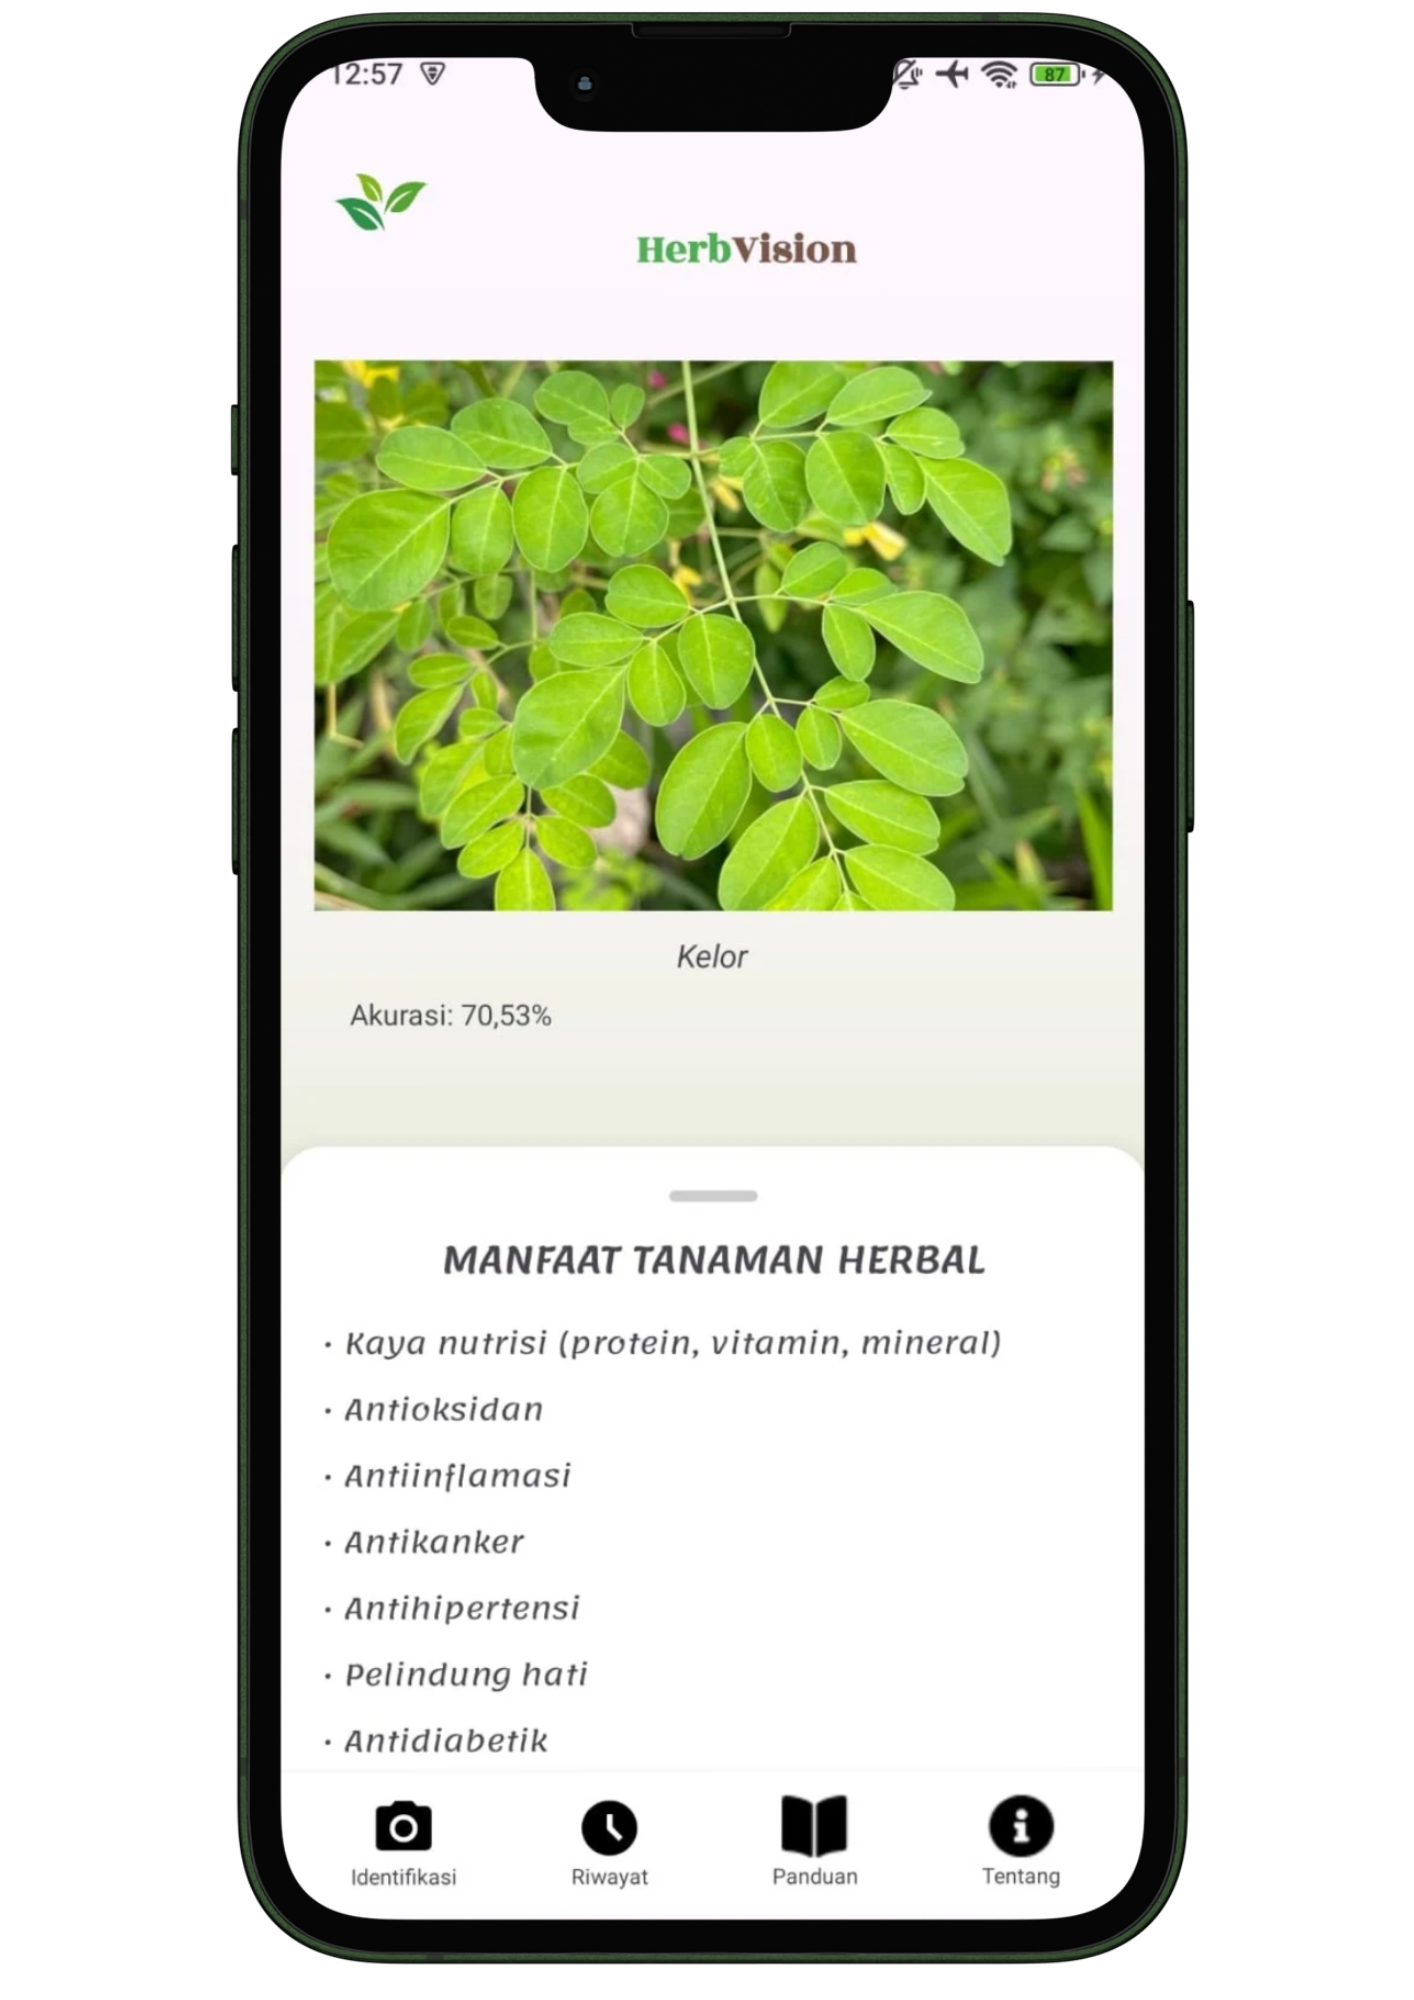 12:57
87
HerbVision
Kelor
Akurasi: 70,53%
MANFAAT TANAMAN HERBAL
· Kaya nutrisi (protein, vitamin, mineral)
· Antioksidan
· Antiinflamasi
· Antikanker
· Antihipertensi
· Pelindung hati
· Antidiabetik
Identifikasi Riwayat Panduan Tentang